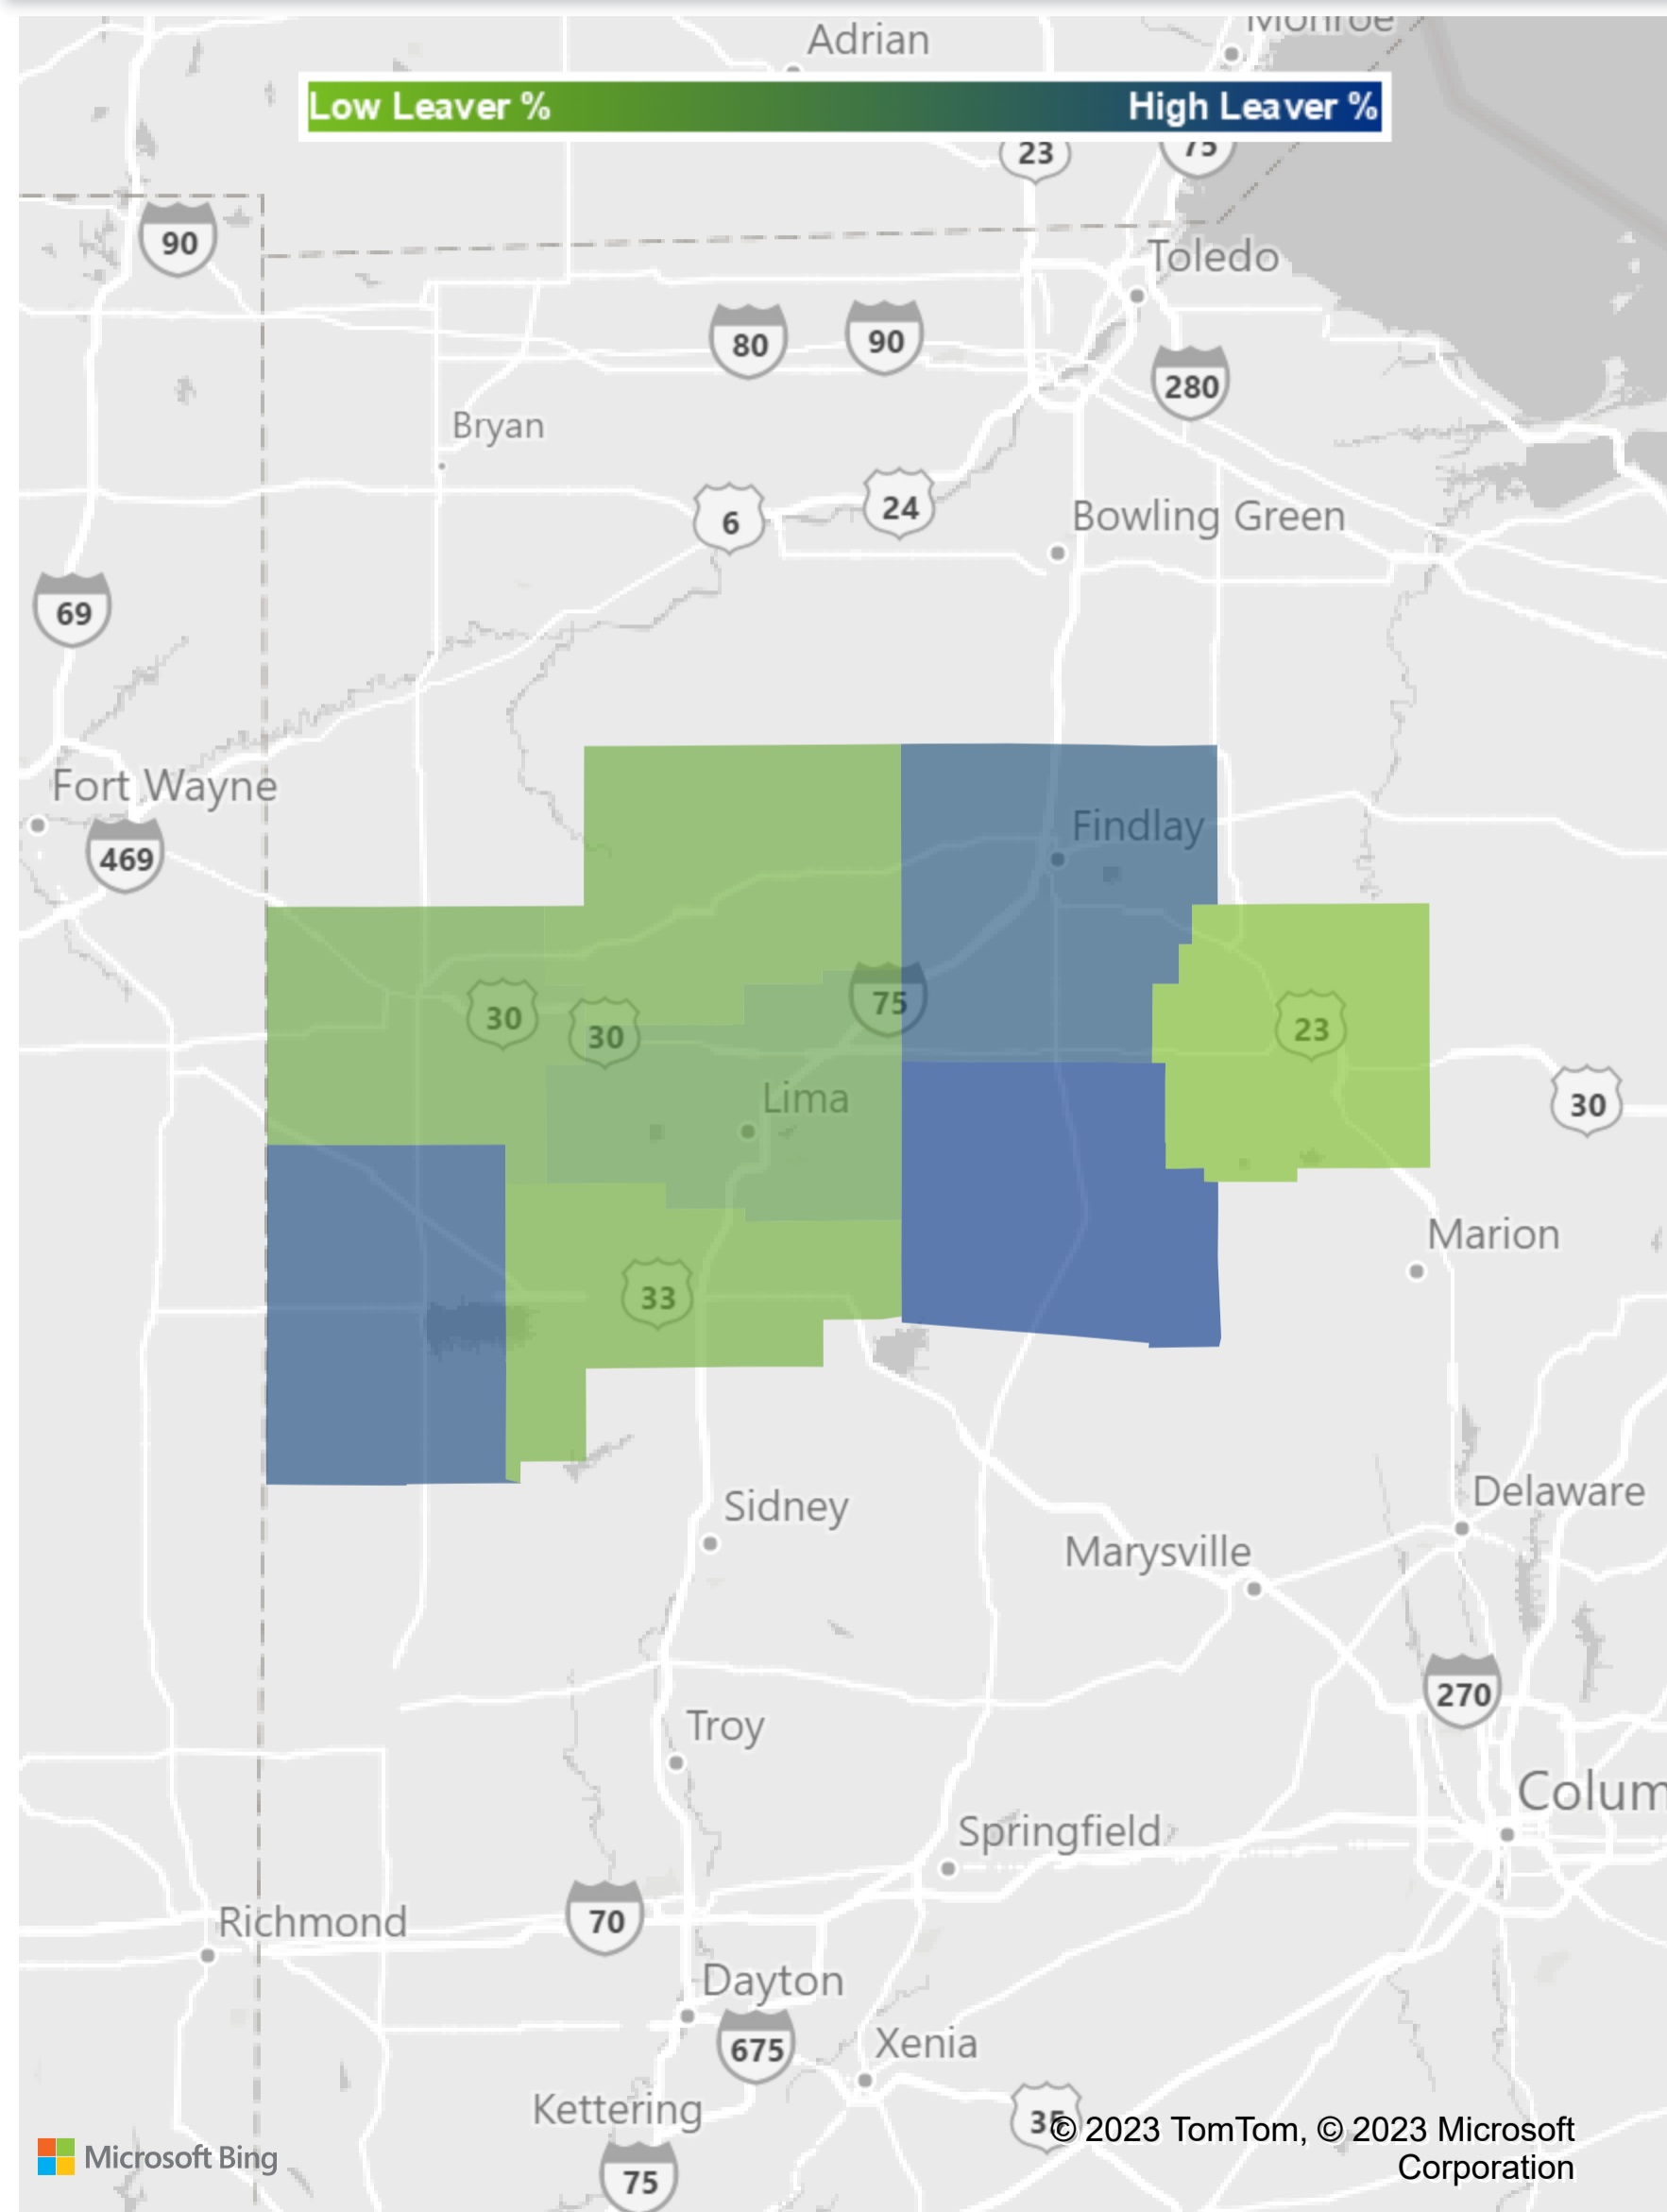 Monroe
Adrian
Low Leaver %
High Leaver %
23
75
90
Toledo
80
90
280
Bryan
6
24
Bowling Green
69
Fort Wayne
469
Findlay
30
30
75
23
Lima
30
33
Marion
Sidney
Delaware
Marysville
270
Troy
Colum
Springfield
Richmond
70
Dayton
675
Xenia
Kettering
35
© 2023 TomTom, © 2023 Microsoft
Corporation
Microsoft Bing
75